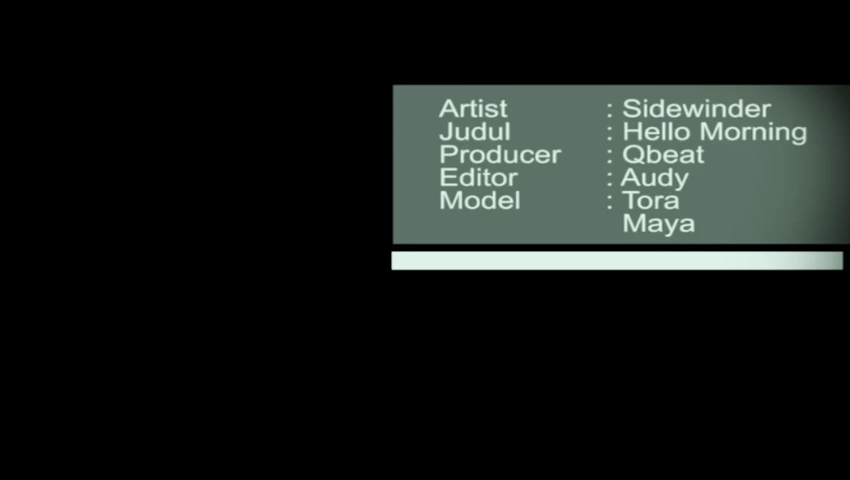 Artist : Sidewinder
Judul : Hello Morning
Producer : Qbeat
Editor : Audy
Model : Tora
Maya